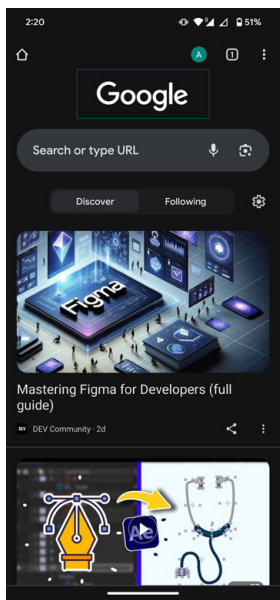 2:20
51%
A
1
Google
Search or type URL
Discover
Following
Figma
Mastering Figma for Developers (full
guide)
DEV
DEV Community · 2d
Ae